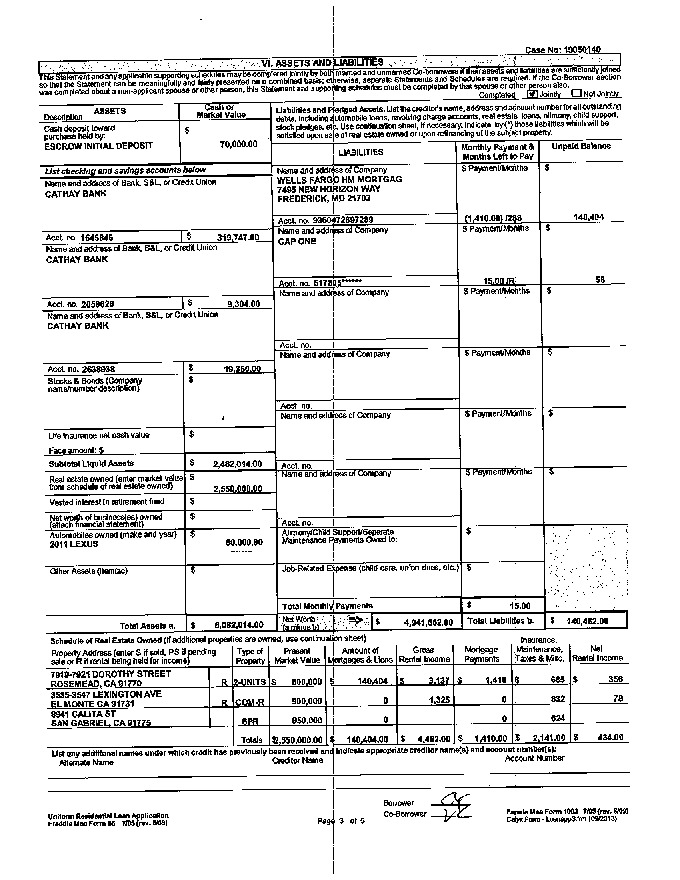 Case No: 19050140
VI. ASSETS AND LIABILITIES
This Statement and any applicable supporting schedules may be completed jointly by both married and unmarried Co-borrowers if their assets and liabilities are sufficiently joined
so that the Statement can be meaningfully and fairly presented on a combined basis; otherwise, separate Statements and Schedules are required. If the Co-Borrower section
was completed about a non-applicant spouse or other person, this Statement and supporting schedules must be completed by that spouse or other person also.
Completed Jointly Not Jointly
ASSETS
Description
Cash or
Market Value
Cash deposit toward
purchase held by:
$
ESCROW INITIAL DEPOSIT 70,000.00
List checking and savings accounts below
Name and address of Bank, S&L, or Credit Union
CATHAY BANK
Acct. no. $ 319,747.00
Name and address of Bank, S&L, or Credit Union
CATHAY BANK
Acct. no. $ 9,304.00
Name and address of Bank, S&L, or Credit Union
CATHAY BANK
Acct. no. $
Stocks & Bonds (Company
name/number description) $
Life insurance net cash value $
Face amount: $
Subtotal Liquid Assets $ 2,482,014.00
Real estate owned (enter market value
from schedule of real estate owned) $ 2,550,000.00
Vested interest in retirement fund $
Net worth of business(es) owned
(attach financial statement) $
Automobiles owned (make and year) $
2011 LEXUS
Other Assets (itemize) $
Total Assets a. $
Liabilities and Pledged Assets. List the creditor's name, address and account number for all outstanding
debts, including automobile loans, revolving charge accounts, real estate loans, alimony, child support,
stock pledges, etc. Use continuation sheet, if necessary. Indicate by (*) those liabilities which will be
satisfied upon sale of real estate owned or upon refinancing of the subject property.
LIABILITIES
Monthly Payment &
Months Left to Pay
Unpaid Balance
Name and address of Company $ Payment/Months $
WELLS FARGO HM MORTGAG
7495 NEW HORIZON WAY
FREDERICK, MD 21703
Acct. no. (1,410.00) /288 140,404
Name and address of Company $ Payment/Months $
CAP ONE
Acct. no. 517805****** 15.00 /R 58
Name and address of Company $ Payment/Months $
Acct. no.
Name and address of Company $ Payment/Months $
Acct. no.
Name and address of Company $ Payment/Months $
Acct. no.
Name and address of Company $ Payment/Months $
Acct. no.
Alimony/Child Support/Separate
Maintenance Payments Owed to: $
Job-Related Expense (child care, union dues, etc.) $
Total Monthly Payments $ 15.00
Net Worth
(a minus b) $ Total Liabilities b. $ 140,462.00
Schedule of Real Estate Owned (if additional properties are owned, use continuation sheet)
Property Address (enter S if sold, PS if pending
sale or R if rental being held for income)
Type of
Property
Present
Market Value
Amount of
Mortgages & Liens
Gross
Rental Income
Mortgage
Payments
Insurance,
Maintenance,
Taxes & Misc.
Net
Rental Income
7919-7921 DOROTHY STREET
ROSEMEAD, CA 91770 R 2-UNITS $ 800,000 $ 140,404 $ $ 1,410 $ $ 356
3535-3547 LEXINGTON AVE
EL MONTE CA 91731 R COM-R 900,000 0 1,325 0 78
8941 CALITA ST
SAN GABRIEL, CA 91775 SFR 850,000 0 0 624
Totals $ 2,550,000.00 $ 140,404.00 $ 4,462.00 $ 1,410.00 $ 2,141.00 $ 434.00
List any additional names under which credit has previously been received and indicate appropriate creditor name(s) and account number(s):
Alternate Name Creditor Name Account Number
Borrower
Co-Borrower
Uniform Residential Loan Application
Freddie Mac Form 65 7/05 (rev. 6/09)
Page 3 of 5
Fannie Mae Form 1003 7/05 (rev. 6/09)
Calyx Form - Loanapp3.frm (09/2013)